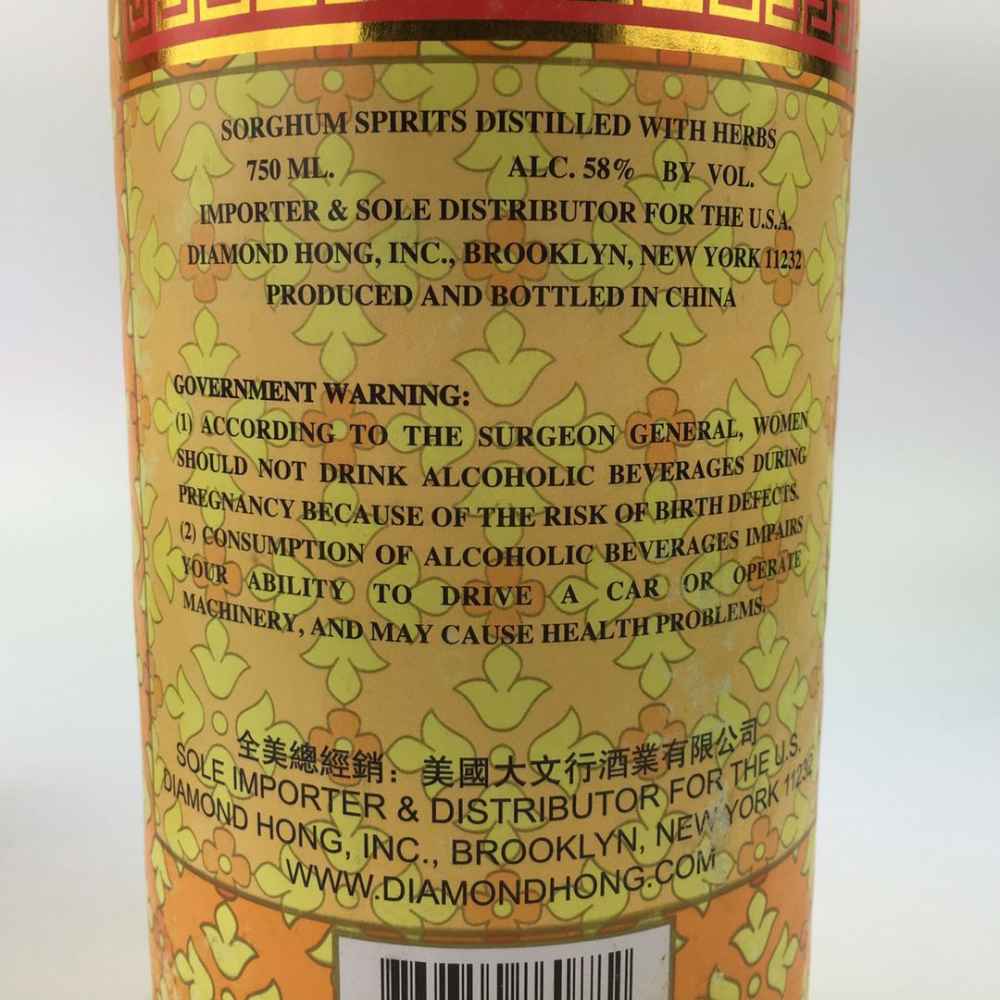 SORGHUM SPIRITS DISTILLED WITH HERBS
750 ML. ALC. 58% BY VOL.
IMPORTER & SOLE DISTRIBUTOR FOR THE U.S.A.
DIAMOND HONG, INC., BROOKLYN, NEW YORK 11232
PRODUCED AND BOTTLED IN CHINA
GOVERNMENT WARNING:
(1) ACCORDING TO THE SURGEON GENERAL, WOMEN
SHOULD NOT DRINK ALCOHOLIC BEVERAGES DURING
PREGNANCY BECAUSE OF THE RISK OF BIRTH DEFECTS.
(2) CONSUMPTION OF ALCOHOLIC BEVERAGES IMPAIRS
YOUR ABILITY TO DRIVE A CAR OR OPERATE
MACHINERY, AND MAY CAUSE HEALTH PROBLEMS.
全美總經銷：美國大文行酒業有限公司
SOLE IMPORTER & DISTRIBUTOR FOR THE U.S.
DIAMOND HONG, INC., BROOKLYN, NEW YORK 11232
WWW.DIAMONDHONG.COM